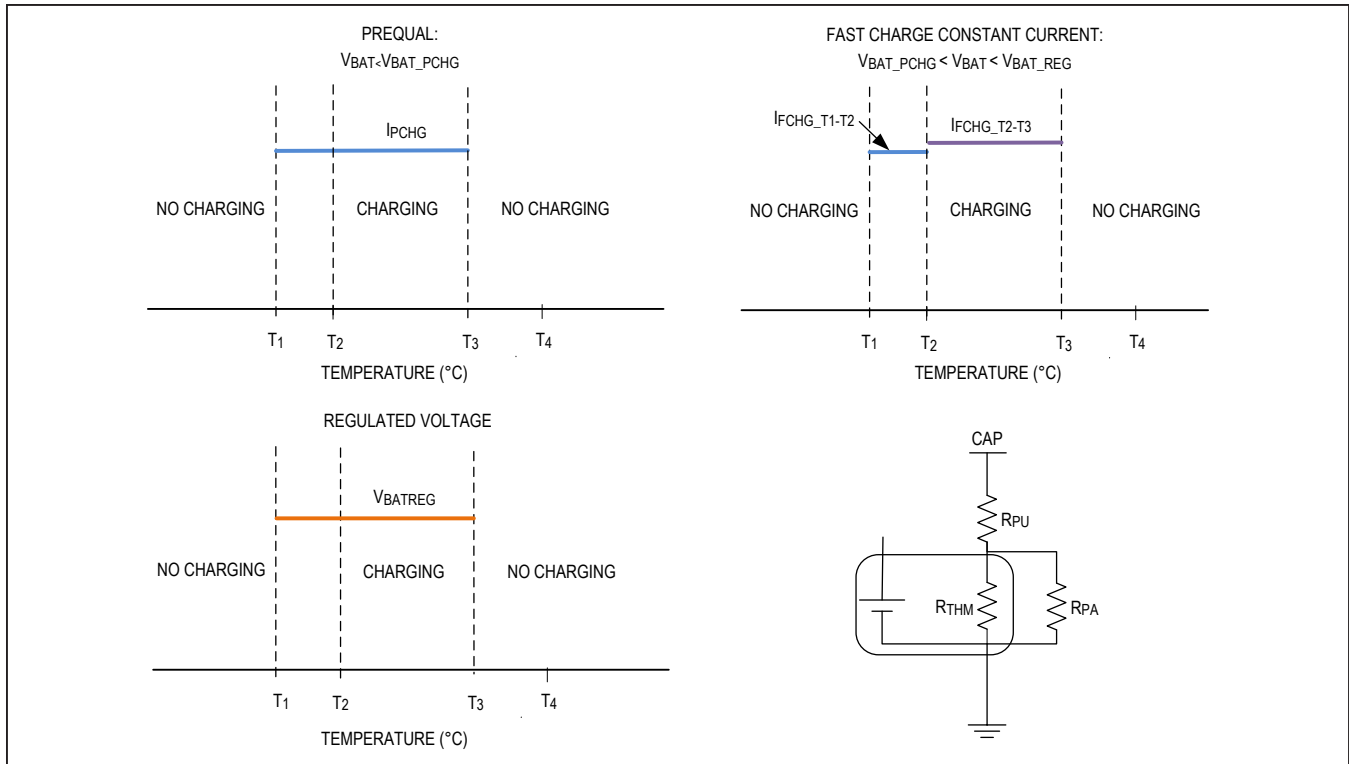 PREQUAL:
VBAT<VBAT_PCHG
IPCHG
NO CHARGING
CHARGING
NO CHARGING
T1
T2
T3
T4
TEMPERATURE (°C)
FAST CHARGE CONSTANT CURRENT:
VBAT_PCHG < VBAT < VBAT_REG
IFCHG_T1-T2
IFCHG_T2-T3
NO CHARGING
CHARGING
NO CHARGING
T1
T2
T3
T4
TEMPERATURE (°C)
REGULATED VOLTAGE
VBATREG
NO CHARGING
CHARGING
NO CHARGING
T1
T2
T3
T4
TEMPERATURE (°C)
CAP
RPU
RTHM
RPA